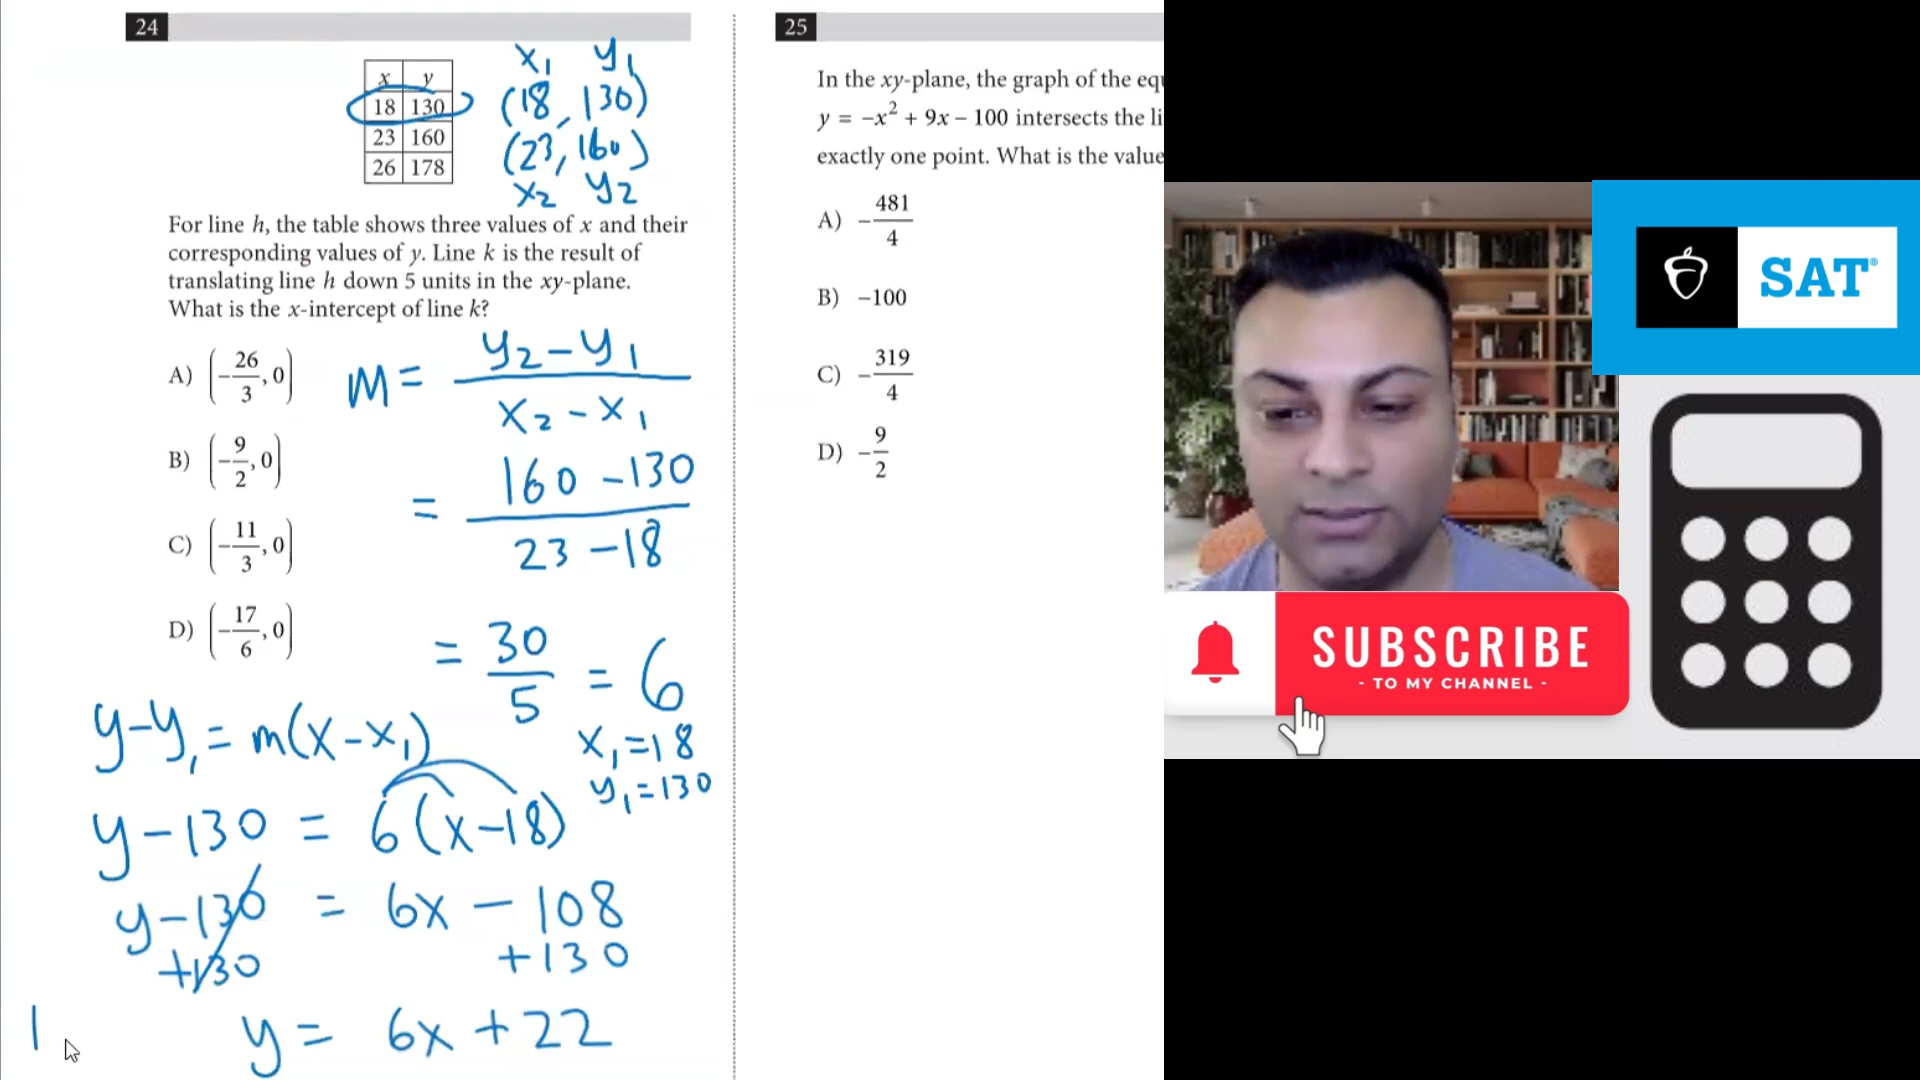 24
x y
18 130
23 160
26 178
x1 y1
(18, 130)
(23, 160)
x2 y2
For line h, the table shows three values of x and their
corresponding values of y. Line k is the result of
translating line h down 5 units in the xy-plane.
What is the x-intercept of line k?
A) (-26/3, 0)
B) (-9/2, 0)
C) (-11/3, 0)
D) (-17/6, 0)
m = (y2 - y1)/(x2 - x1)
= (160 - 130)/(23 - 18)
= 30/5 = 6
x1 = 18
y1 = 130
y - y1 = m(x - x1)
y - 130 = 6(x - 18)
y - 130 = 6x - 108
+130 +130
y = 6x + 22
25
In the xy-plane, the graph of the equ
y = -x² + 9x - 100 intersects the li
exactly one point. What is the value
A) -481/4
B) -100
C) -319/4
D) -9/2
SAT®
SUBSCRIBE
- TO MY CHANNEL -